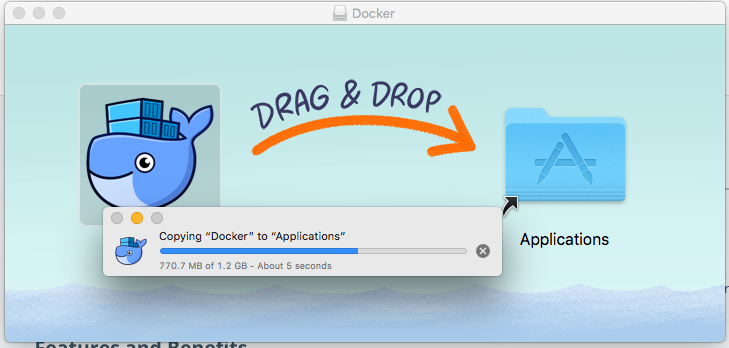 Docker
DRAG & DROP
Applications
Copying “Docker” to “Applications”
770.7 MB of 1.2 GB - About 5 seconds
Features and Benefits